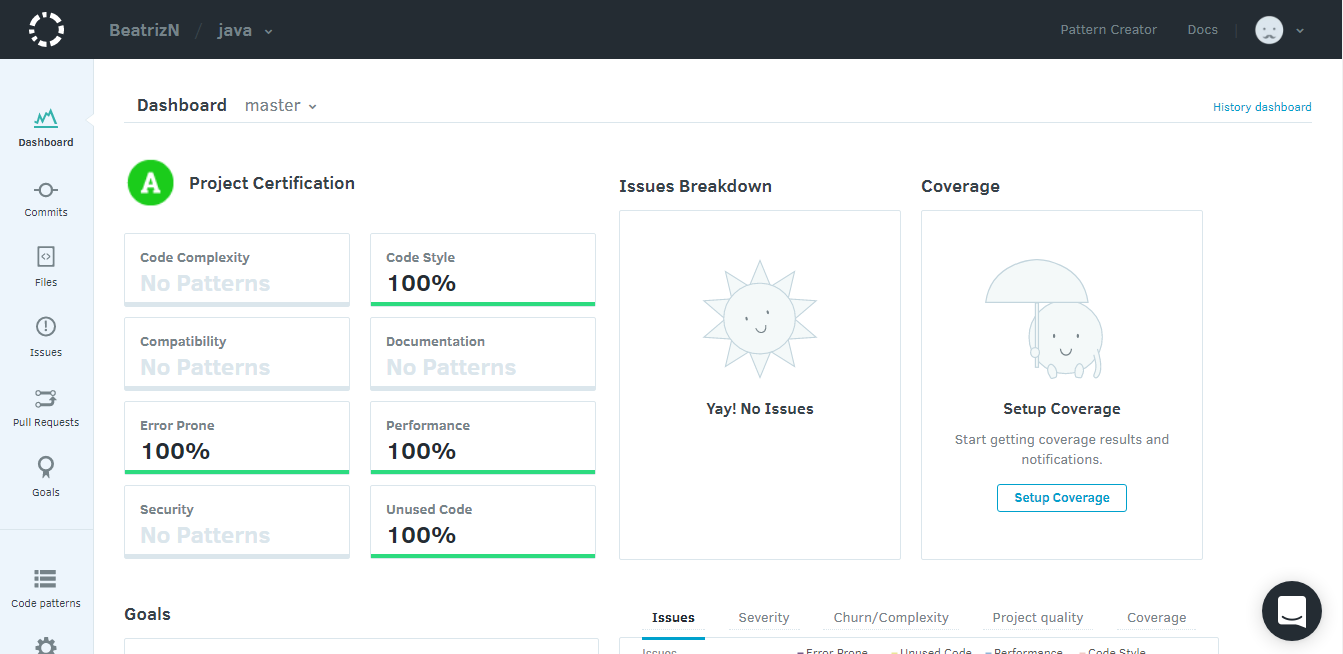 BeatrizN / java
Pattern Creator
Docs
Dashboard
Commits
Files
Issues
Pull Requests
Goals
Code patterns
Dashboard master
History dashboard
A
Project Certification
Code Complexity
No Patterns
Code Style
100%
Compatibility
No Patterns
Documentation
No Patterns
Error Prone
100%
Performance
100%
Security
No Patterns
Unused Code
100%
Issues Breakdown
Yay! No Issues
Coverage
Setup Coverage
Start getting coverage results and
notifications.
Setup Coverage
Goals
Issues Severity Churn/Complexity Project quality Coverage
Issues
Error Prone Unused Code Performance Code Style